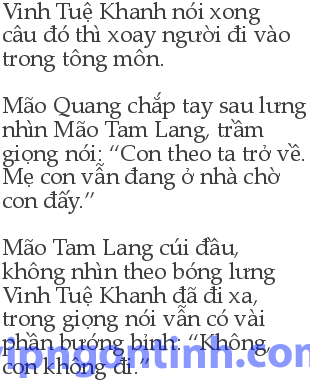 Vinh Tuệ Khanh nói xong
câu đó thì xoay người đi vào
trong tông môn.
Mão Quang chắp tay sau lưng
nhìn Mão Tam Lang, trầm
giọng nói: “Con theo ta trở về.
Mẹ con vẫn đang ở nhà chờ
con đấy.”
Mão Tam Lang cúi đầu,
không nhìn theo bóng lưng
Vinh Tuệ Khanh đã đi xa,
trong giọng nói vẫn có vài
phần bướng bỉnh: “Không,
con không đi.”
vipngontinh.com